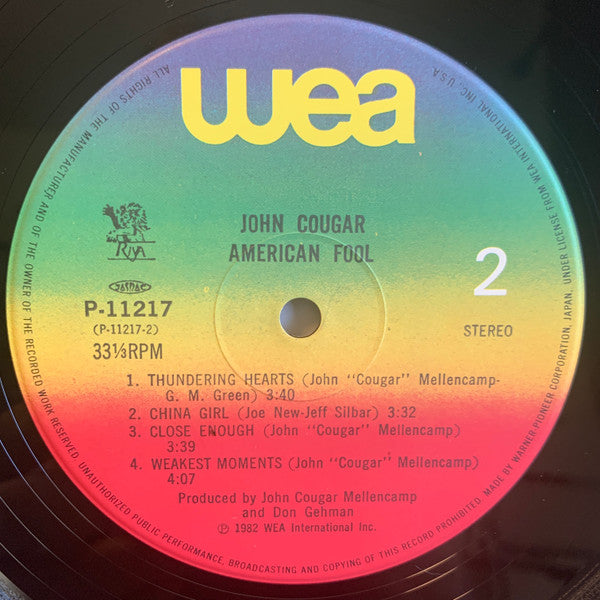 wea
JOHN COUGAR
AMERICAN FOOL
Riva
JASRAC
P-11217
(P-11217-2)
33⅓RPM
2
STEREO
1. THUNDERING HEARTS (John "Cougar" Mellencamp-
G. M. Green) 3:40
2. CHINA GIRL (Joe New-Jeff Silbar) 3:32
3. CLOSE ENOUGH (John "Cougar" Mellencamp)
3:39
4. WEAKEST MOMENTS (John "Cougar" Mellencamp)
4:07
Produced by John Cougar Mellencamp
and Don Gehman
℗ 1982 WEA International Inc.
ALL RIGHTS OF THE MANUFACTURER AND OF THE OWNER OF THE RECORDED WORK RESERVED. UNAUTHORIZED PUBLIC PERFORMANCE, BROADCASTING AND COPYING OF THIS RECORD PROHIBITED. MADE BY WARNER-PIONEER CORPORATION, JAPAN, UNDER LICENSE FROM WEA INTERNATIONAL INC., U.S.A.